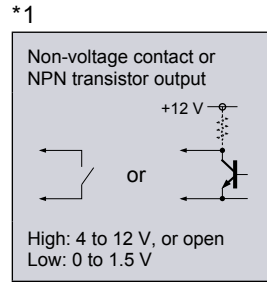 *1
Non-voltage contact or
NPN transistor output
+12 V
or
High: 4 to 12 V, or open
Low: 0 to 1.5 V